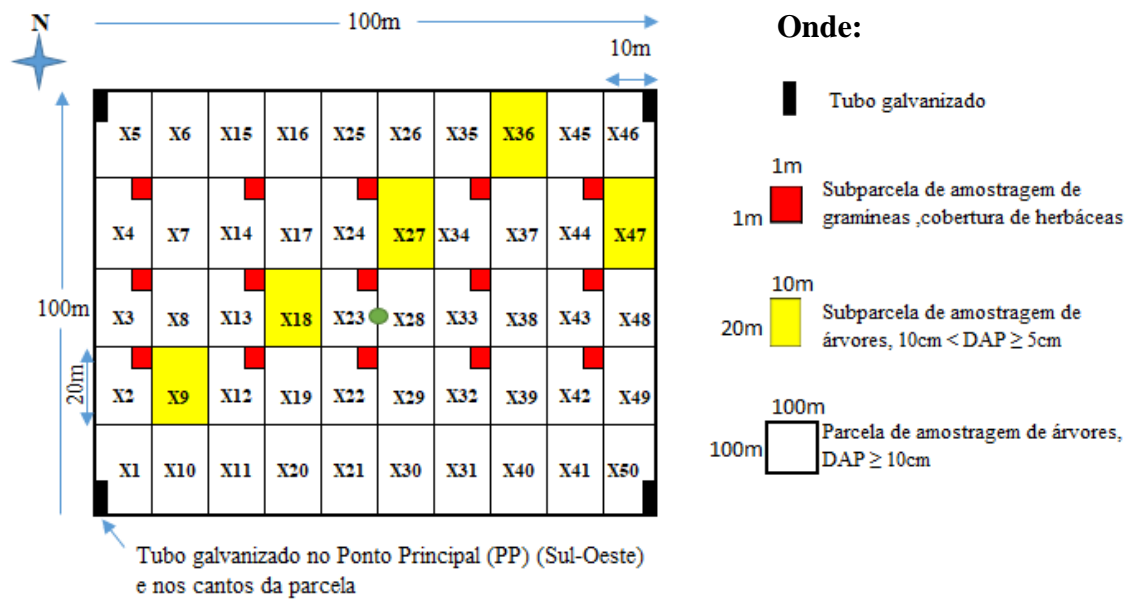 N
100m
10m
X5 X6 X15 X16 X25 X26 X35 X36 X45 X46
X4 X7 X14 X17 X24 X27 X34 X37 X44 X47
100m
X3 X8 X13 X18 X23 X28 X33 X38 X43 X48
20m
X2 X9 X12 X19 X22 X29 X32 X39 X42 X49
X1 X10 X11 X20 X21 X30 X31 X40 X41 X50
Tubo galvanizado no Ponto Principal (PP) (Sul-Oeste)
e nos cantos da parcela
Onde:
Tubo galvanizado
1m
1m
Subparcela de amostragem de
gramineas ,cobertura de herbáceas
10m
20m
Subparcela de amostragem de
árvores, 10cm < DAP ≥ 5cm
100m
100m
Parcela de amostragem de árvores,
DAP ≥ 10cm